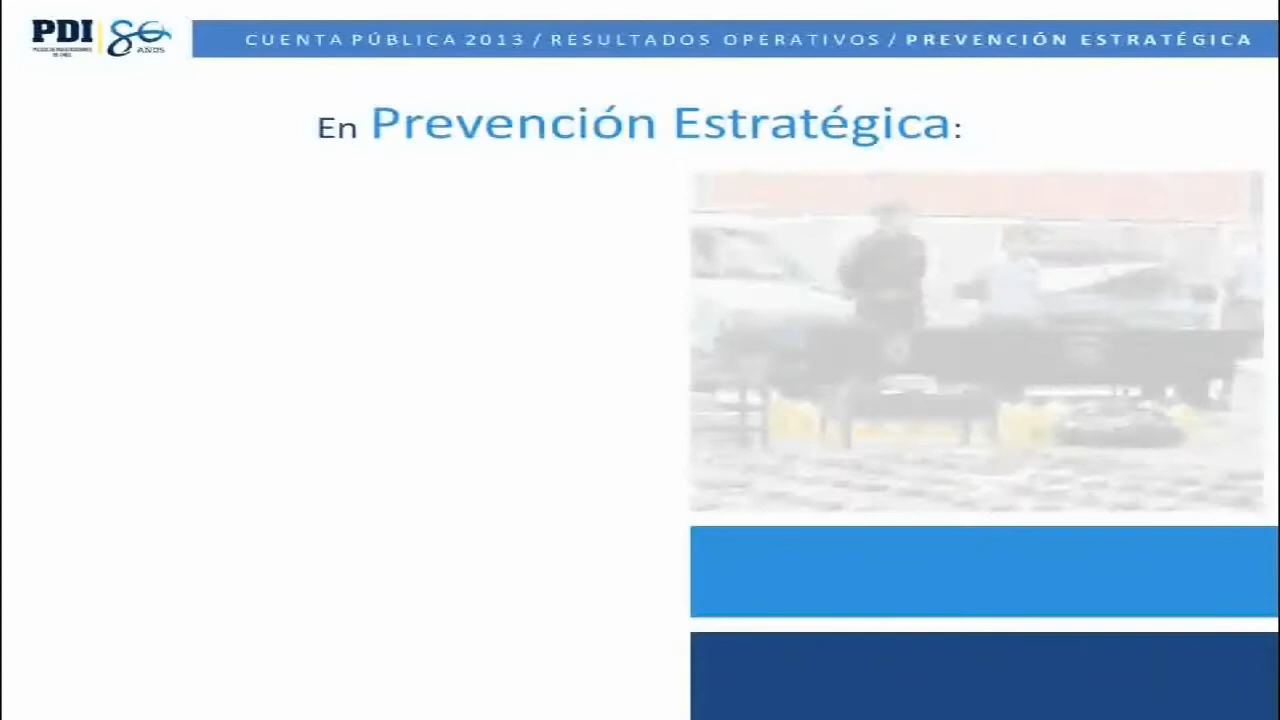 PDI
80
AÑOS
CUENTA PÚBLICA 2013 / RESULTADOS OPERATIVOS / PREVENCIÓN ESTRATÉGICA
En Prevención Estratégica: